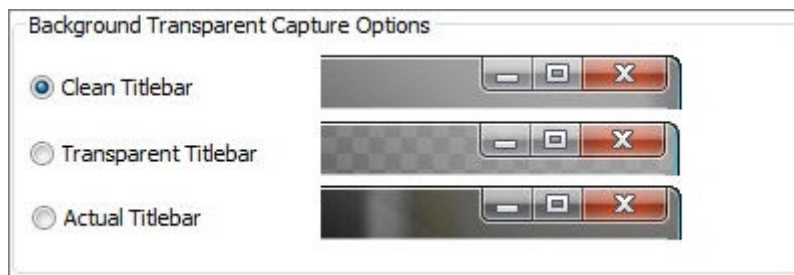 Background Transparent Capture Options
Clean Titlebar
Transparent Titlebar
Actual Titlebar